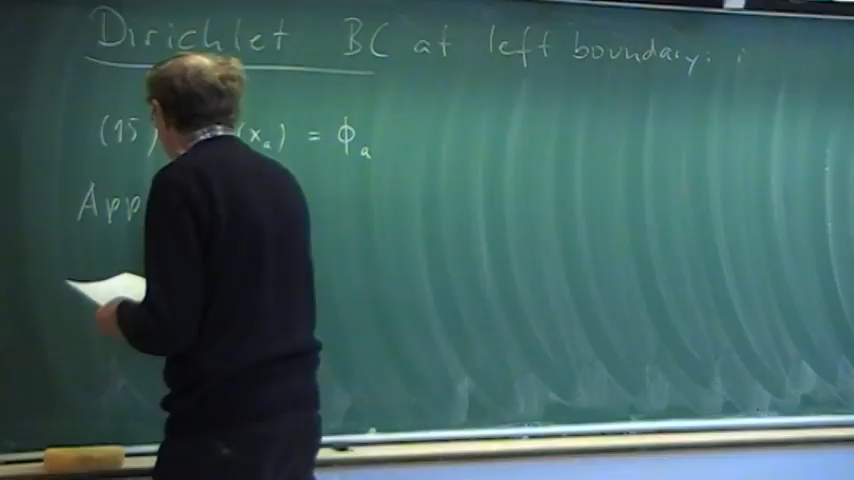 Dirichlet BC at left boundary: i
(15) (x_a) = ϕ_a
App